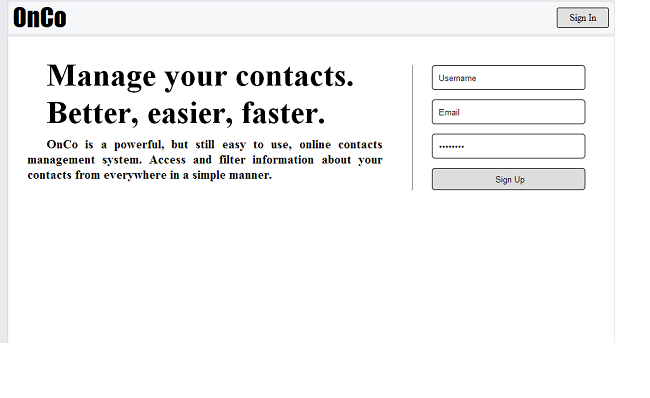 OnCo
Sign In
Manage your contacts.
Better, easier, faster.
OnCo is a powerful, but still easy to use, online contacts
management system. Access and filter information about your
contacts from everywhere in a simple manner.
Username
Email
••••••••
Sign Up